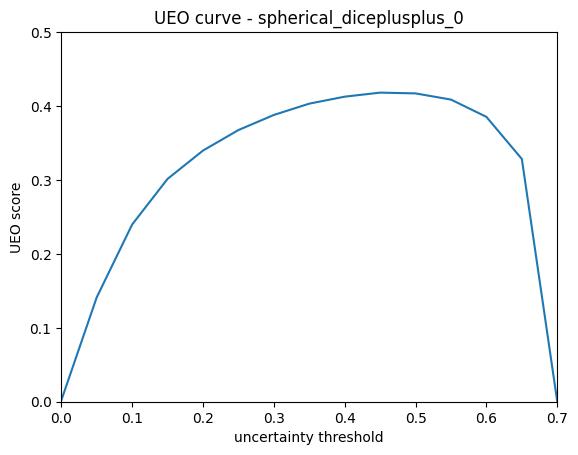 UEO curve - spherical_diceplusplus_0
UEO score
0.5
0.4
0.3
0.2
0.1
0.0
0.0 0.1 0.2 0.3 0.4 0.5 0.6 0.7
uncertainty threshold